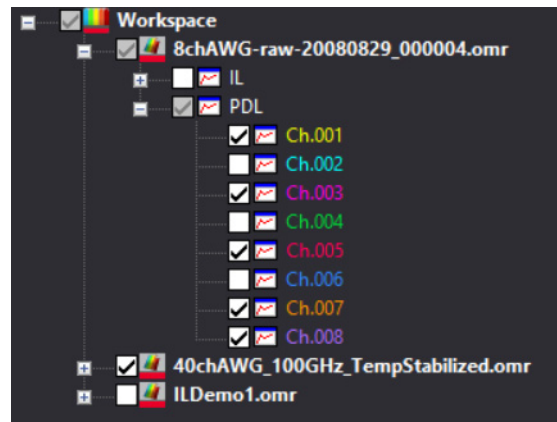 Workspace
8chAWG-raw-20080829_000004.omr
IL
PDL
Ch.001
Ch.002
Ch.003
Ch.004
Ch.005
Ch.006
Ch.007
Ch.008
40chAWG_100GHz_TempStabilized.omr
ILDemo1.omr